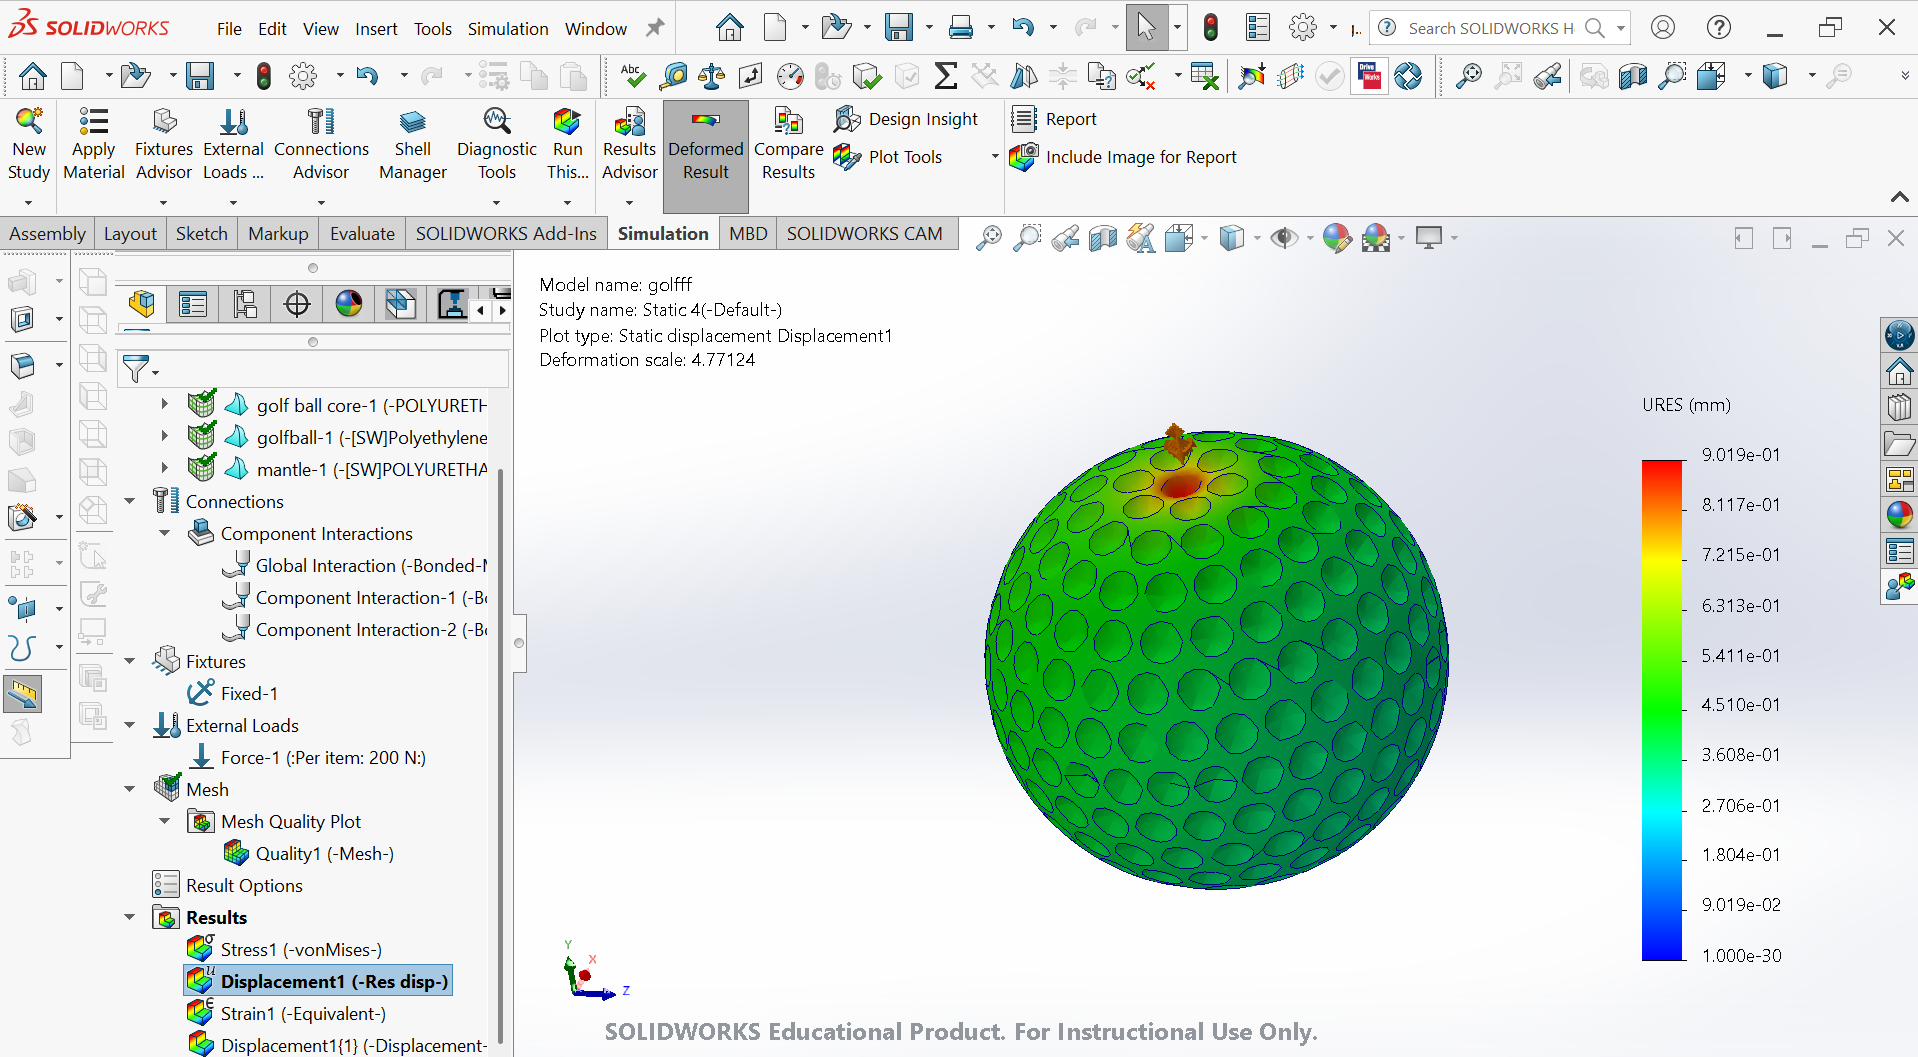 SOLIDWORKS File Edit View Insert Tools Simulation Window J.. Search SOLIDWORKS H
Abc
New Study
Apply Material
Fixtures Advisor
External Loads ...
Connections Advisor
Shell Manager
Diagnostic Tools
Run This...
Results Advisor
Deformed Result
Compare Results
Design Insight
Plot Tools
Report
Include Image for Report
Assembly Layout Sketch Markup Evaluate SOLIDWORKS Add-Ins Simulation MBD SOLIDWORKS CAM
golf ball core-1 (-POLYURETH
golfball-1 (-[SW]Polyethylene
mantle-1 (-[SW]POLYURETHA
Connections
Component Interactions
Global Interaction (-Bonded-
Component Interaction-1 (-B
Component Interaction-2 (-B
Fixtures
Fixed-1
External Loads
Force-1 (:Per item: 200 N:)
Mesh
Mesh Quality Plot
Quality1 (-Mesh-)
Result Options
Results
Stress1 (-vonMises-)
Displacement1 (-Res disp-)
Strain1 (-Equivalent-)
Displacement1{1} (-Displacement-
Model name: golfff
Study name: Static 4(-Default-)
Plot type: Static displacement Displacement1
Deformation scale: 4.77124
URES (mm)
9.019e-01
8.117e-01
7.215e-01
6.313e-01
5.411e-01
4.510e-01
3.608e-01
2.706e-01
1.804e-01
9.019e-02
1.000e-30
Y
X
Z
SOLIDWORKS Educational Product. For Instructional Use Only.